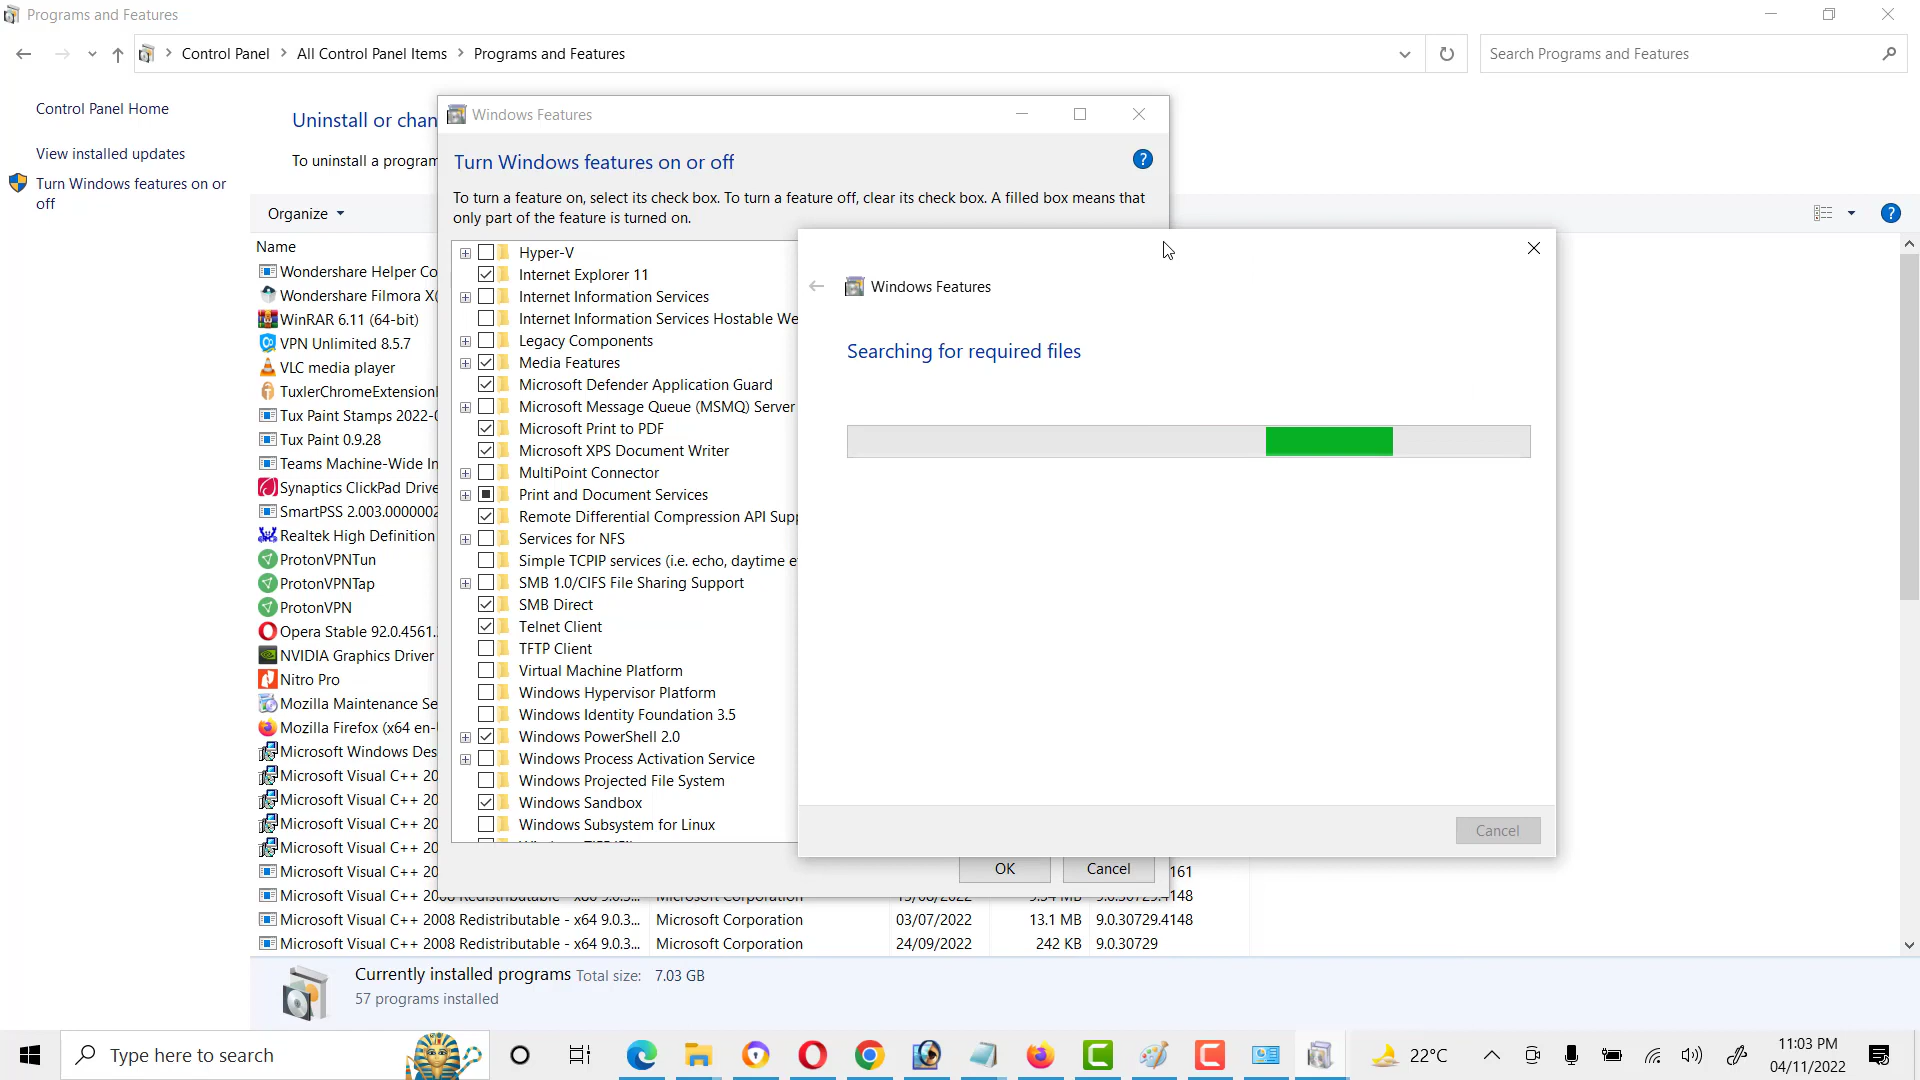 Programs and Features
Control Panel
All Control Panel Items
Programs and Features
Search Programs and Features
Control Panel Home
View installed updates
Turn Windows features on or
off
Uninstall or chan
To uninstall a program
Organize
Name
Wondershare Helper Co
Wondershare Filmora X(
WinRAR 6.11 (64-bit)
VPN Unlimited 8.5.7
VLC media player
TuxlerChromeExtension
Tux Paint Stamps 2022-
Tux Paint 0.9.28
Teams Machine-Wide In
Synaptics ClickPad Drive
SmartPSS 2.003.0000002
Realtek High Definition
ProtonVPNTun
ProtonVPNTap
ProtonVPN
Opera Stable 92.0.4561.
NVIDIA Graphics Driver
Nitro Pro
Mozilla Maintenance Se
Mozilla Firefox (x64 en-
Microsoft Windows Des
Microsoft Visual C++ 20
Microsoft Visual C++ 20
Microsoft Visual C++ 20
Microsoft Visual C++ 20
Microsoft Visual C++ 20
Microsoft Visual C++ 2008 Redistributable - x86 9.0.3... Microsoft Corporation 9.0.30729.4148
Microsoft Visual C++ 2008 Redistributable - x64 9.0.3... Microsoft Corporation 03/07/2022 13.1 MB 9.0.30729.4148
Microsoft Visual C++ 2008 Redistributable - x64 9.0.3... Microsoft Corporation 24/09/2022 242 KB 9.0.30729
161
Currently installed programs Total size: 7.03 GB
57 programs installed
Windows Features
Turn Windows features on or off
To turn a feature on, select its check box. To turn a feature off, clear its check box. A filled box means that
only part of the feature is turned on.
Hyper-V
Internet Explorer 11
Internet Information Services
Internet Information Services Hostable We
Legacy Components
Media Features
Microsoft Defender Application Guard
Microsoft Message Queue (MSMQ) Server
Microsoft Print to PDF
Microsoft XPS Document Writer
MultiPoint Connector
Print and Document Services
Remote Differential Compression API Supp
Services for NFS
Simple TCPIP services (i.e. echo, daytime e
SMB 1.0/CIFS File Sharing Support
SMB Direct
Telnet Client
TFTP Client
Virtual Machine Platform
Windows Hypervisor Platform
Windows Identity Foundation 3.5
Windows PowerShell 2.0
Windows Process Activation Service
Windows Projected File System
Windows Sandbox
Windows Subsystem for Linux
OK
Cancel
Windows Features
Searching for required files
Cancel
Type here to search
22°C
11:03 PM
04/11/2022